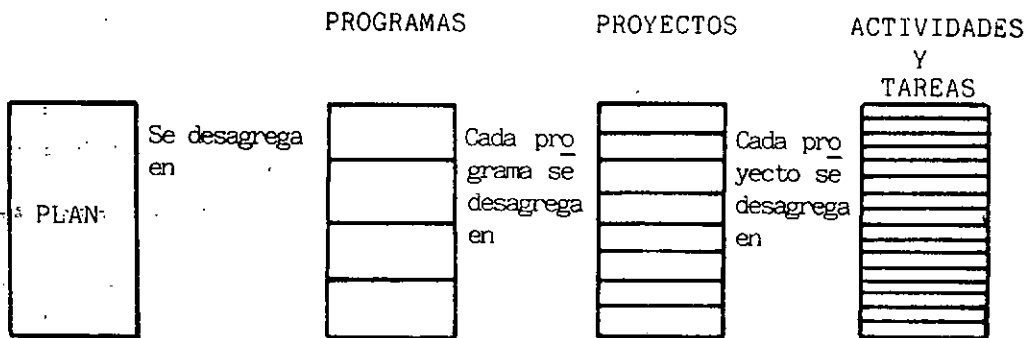 PROGRAMAS
PROYECTOS
ACTIVIDADES
Y
TAREAS
PLAN
Se desagrega
en
Cada pro
grama se
desagrega
en
Cada pro
yecto se
desagrega
en